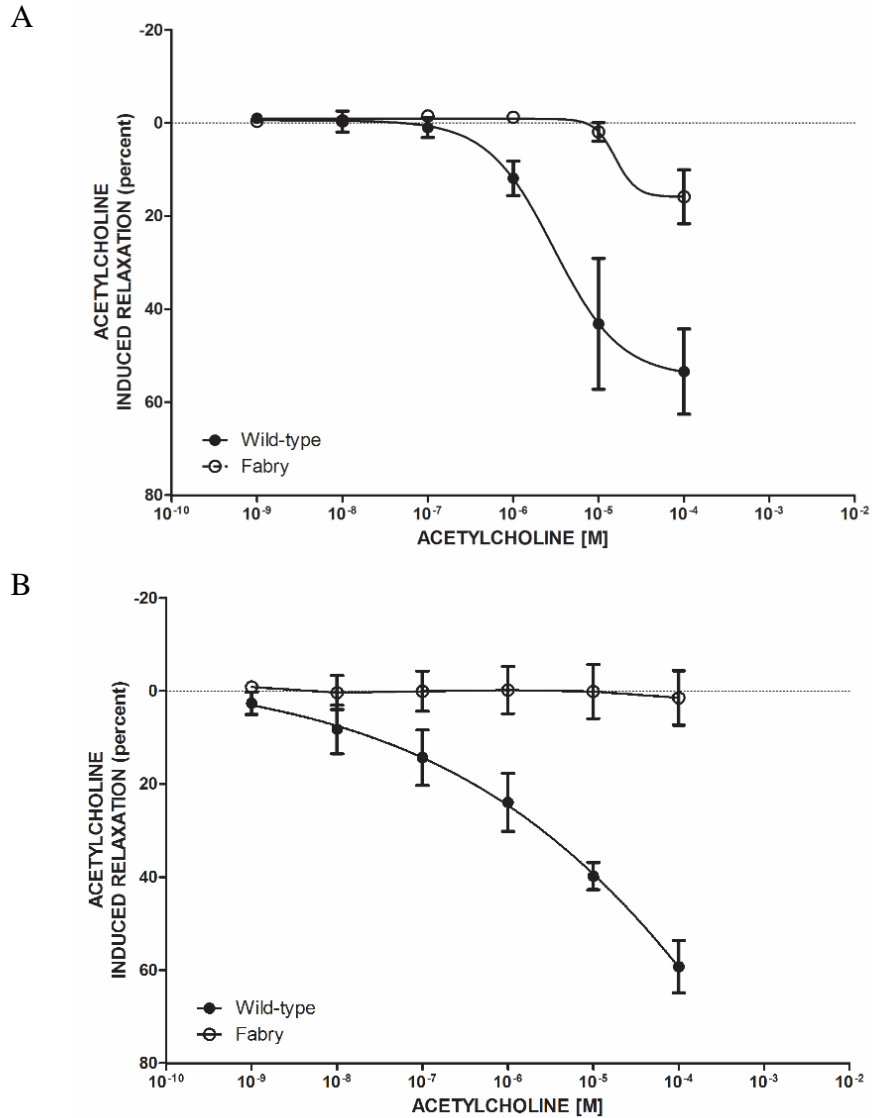 A
-20
0
20
40
60
80
ACETYLCHOLINE
INDUCED RELAXATION (percent)
Wild-type
Fabry
10⁻¹⁰ 10⁻⁹ 10⁻⁸ 10⁻⁷ 10⁻⁶ 10⁻⁵ 10⁻⁴ 10⁻³ 10⁻²
ACETYLCHOLINE [M]
B
-20
0
20
40
60
80
ACETYLCHOLINE
INDUCED RELAXATION (percent)
Wild-type
Fabry
10⁻¹⁰ 10⁻⁹ 10⁻⁸ 10⁻⁷ 10⁻⁶ 10⁻⁵ 10⁻⁴ 10⁻³ 10⁻²
ACETYLCHOLINE [M]